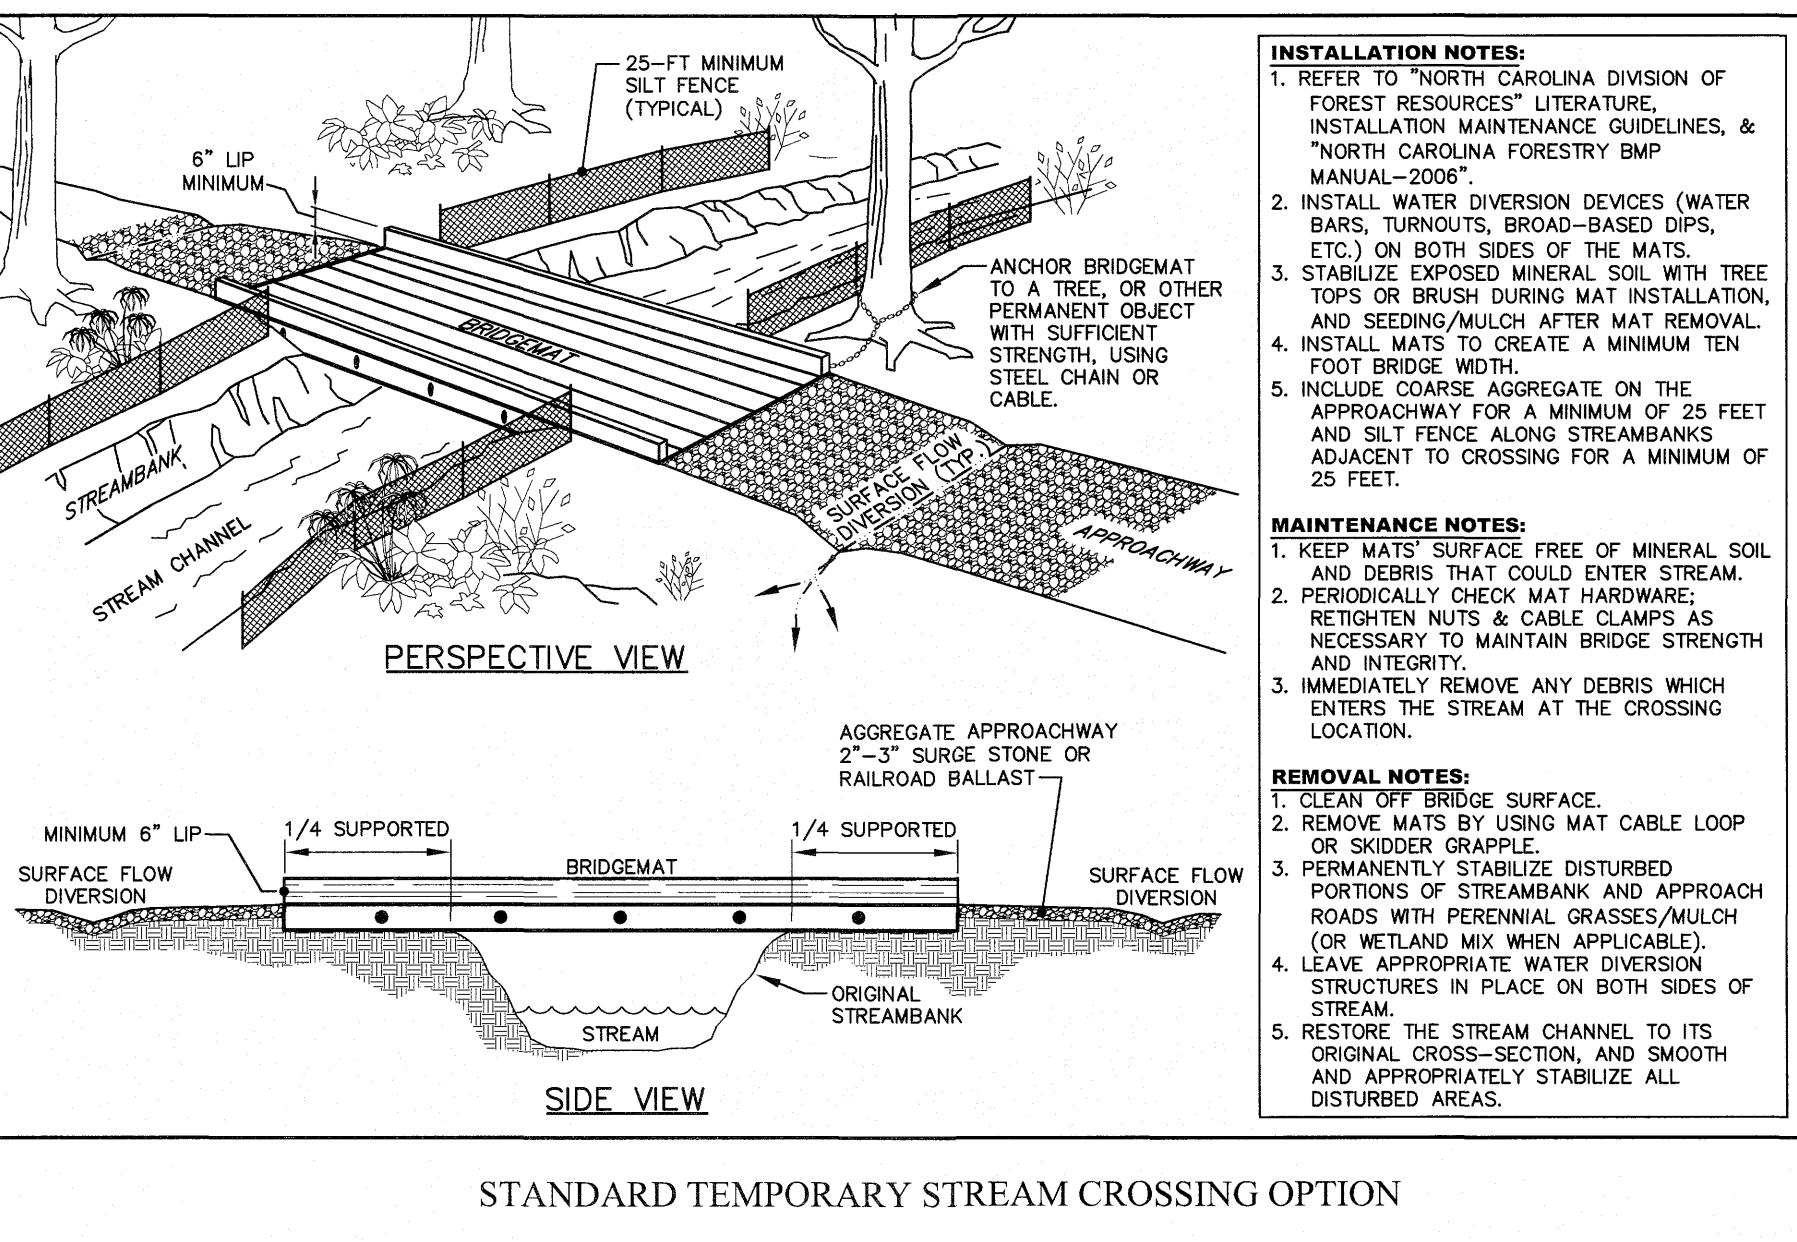 25-FT MINIMUM
SILT FENCE
(TYPICAL)
6" LIP
MINIMUM
ANCHOR BRIDGEMAT
TO A TREE, OR OTHER
PERMANENT OBJECT
WITH SUFFICIENT
STRENGTH, USING
STEEL CHAIN OR
CABLE.
BRIDGEMAT
STREAMBANK
STREAM CHANNEL
SURFACE FLOW
DIVERSION (TYP.)
APPROACHWAY
PERSPECTIVE VIEW
AGGREGATE APPROACHWAY
2"-3" SURGE STONE OR
RAILROAD BALLAST
MINIMUM 6" LIP
1/4 SUPPORTED
1/4 SUPPORTED
BRIDGEMAT
SURFACE FLOW
DIVERSION
SURFACE FLOW
DIVERSION
ORIGINAL
STREAMBANK
STREAM
SIDE VIEW
INSTALLATION NOTES:
1. REFER TO "NORTH CAROLINA DIVISION OF
FOREST RESOURCES" LITERATURE,
INSTALLATION MAINTENANCE GUIDELINES, &
"NORTH CAROLINA FORESTRY BMP
MANUAL-2006".
2. INSTALL WATER DIVERSION DEVICES (WATER
BARS, TURNOUTS, BROAD-BASED DIPS,
ETC.) ON BOTH SIDES OF THE MATS.
3. STABILIZE EXPOSED MINERAL SOIL WITH TREE
TOPS OR BRUSH DURING MAT INSTALLATION,
AND SEEDING/MULCH AFTER MAT REMOVAL.
4. INSTALL MATS TO CREATE A MINIMUM TEN
FOOT BRIDGE WIDTH.
5. INCLUDE COARSE AGGREGATE ON THE
APPROACHWAY FOR A MINIMUM OF 25 FEET
AND SILT FENCE ALONG STREAMBANKS
ADJACENT TO CROSSING FOR A MINIMUM OF
25 FEET.
MAINTENANCE NOTES:
1. KEEP MATS' SURFACE FREE OF MINERAL SOIL
AND DEBRIS THAT COULD ENTER STREAM.
2. PERIODICALLY CHECK MAT HARDWARE;
RETIGHTEN NUTS & CABLE CLAMPS AS
NECESSARY TO MAINTAIN BRIDGE STRENGTH
AND INTEGRITY.
3. IMMEDIATELY REMOVE ANY DEBRIS WHICH
ENTERS THE STREAM AT THE CROSSING
LOCATION.
REMOVAL NOTES:
1. CLEAN OFF BRIDGE SURFACE.
2. REMOVE MATS BY USING MAT CABLE LOOP
OR SKIDDER GRAPPLE.
3. PERMANENTLY STABILIZE DISTURBED
PORTIONS OF STREAMBANK AND APPROACH
ROADS WITH PERENNIAL GRASSES/MULCH
(OR WETLAND MIX WHEN APPLICABLE).
4. LEAVE APPROPRIATE WATER DIVERSION
STRUCTURES IN PLACE ON BOTH SIDES OF
STREAM.
5. RESTORE THE STREAM CHANNEL TO ITS
ORIGINAL CROSS-SECTION, AND SMOOTH
AND APPROPRIATELY STABILIZE ALL
DISTURBED AREAS.
STANDARD TEMPORARY STREAM CROSSING OPTION